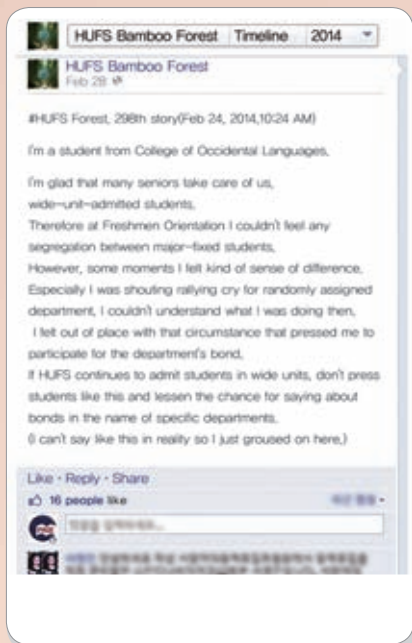 HUFS Bamboo Forest Timeline 2014
HUFS Bamboo Forest
Feb 28
#HUFS Forest, 298th story(Feb 24, 2014,10:24 AM)
I'm a student from College of Occidental Languages,
I'm glad that many seniors take care of us,
wide-unit-admitted students,
Therefore at Freshmen Orientation I couldn't feel any
segregation between major-fixed students,
However, some moments I felt kind of sense of difference,
Especially I was shouting rallying cry for randomly assigned
department, I couldn't understand what I was doing then,
I felt out of place with that circumstance that pressed me to
participate for the department's bond,
If HUFS continues to admit students in wide units, don't press
students like this and lessen the chance for saying about
bonds in the name of specific departments,
(I can't say like this in reality so I just groused on here,)
Like · Reply · Share
16 people like